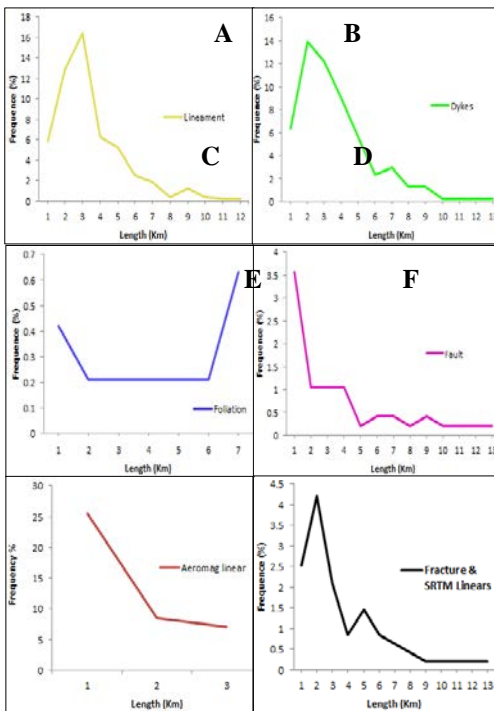 A
18
16
14
12
10
8
6
4
2
0
Frequence (%)
Lineament
C
1 2 3 4 5 6 7 8 9 10 11 12
Length (Km)
B
16
14
12
10
8
6
4
2
0
Frequence (%)
Dykes
D
1 2 3 4 5 6 7 8 9 10 11 12
Length (Km)
E
0.7
0.6
0.5
0.4
0.3
0.2
0.1
0
Frequence (%)
Foliation
1 2 3 4 5 6 7
Length (Km)
F
4
3.5
3
2.5
2
1.5
1
0.5
0
Frequence (%)
Fault
1 2 3 4 5 6 7 8 9 10 11 12
Length (Km)
30
25
20
15
10
5
0
Frequency %
Aeromag linear
1 2 3
Length (Km)
4.5
4
3.5
3
2.5
2
1.5
1
0.5
0
Frequence (%)
Fracture &
SRTM Linears
1 2 3 4 5 6 7 8 9 10 11 12 13
Length (Km)